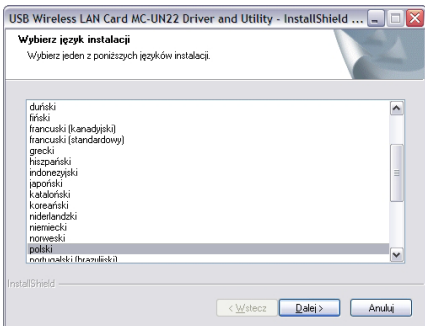 USB Wireless LAN Card MC-UN22 Driver and Utility - InstallShield ...
Wybierz język instalacji
Wybierz jeden z poniższych języków instalacji.
duński
fiński
francuski (kanadyjski)
francuski (standardowy)
grecki
hiszpański
indonezyjski
japoński
kataloński
koreański
niderlandzki
niemiecki
norweski
polski
portugalski (brazylijski)
InstallShield
< Wstecz Dalej > Anuluj